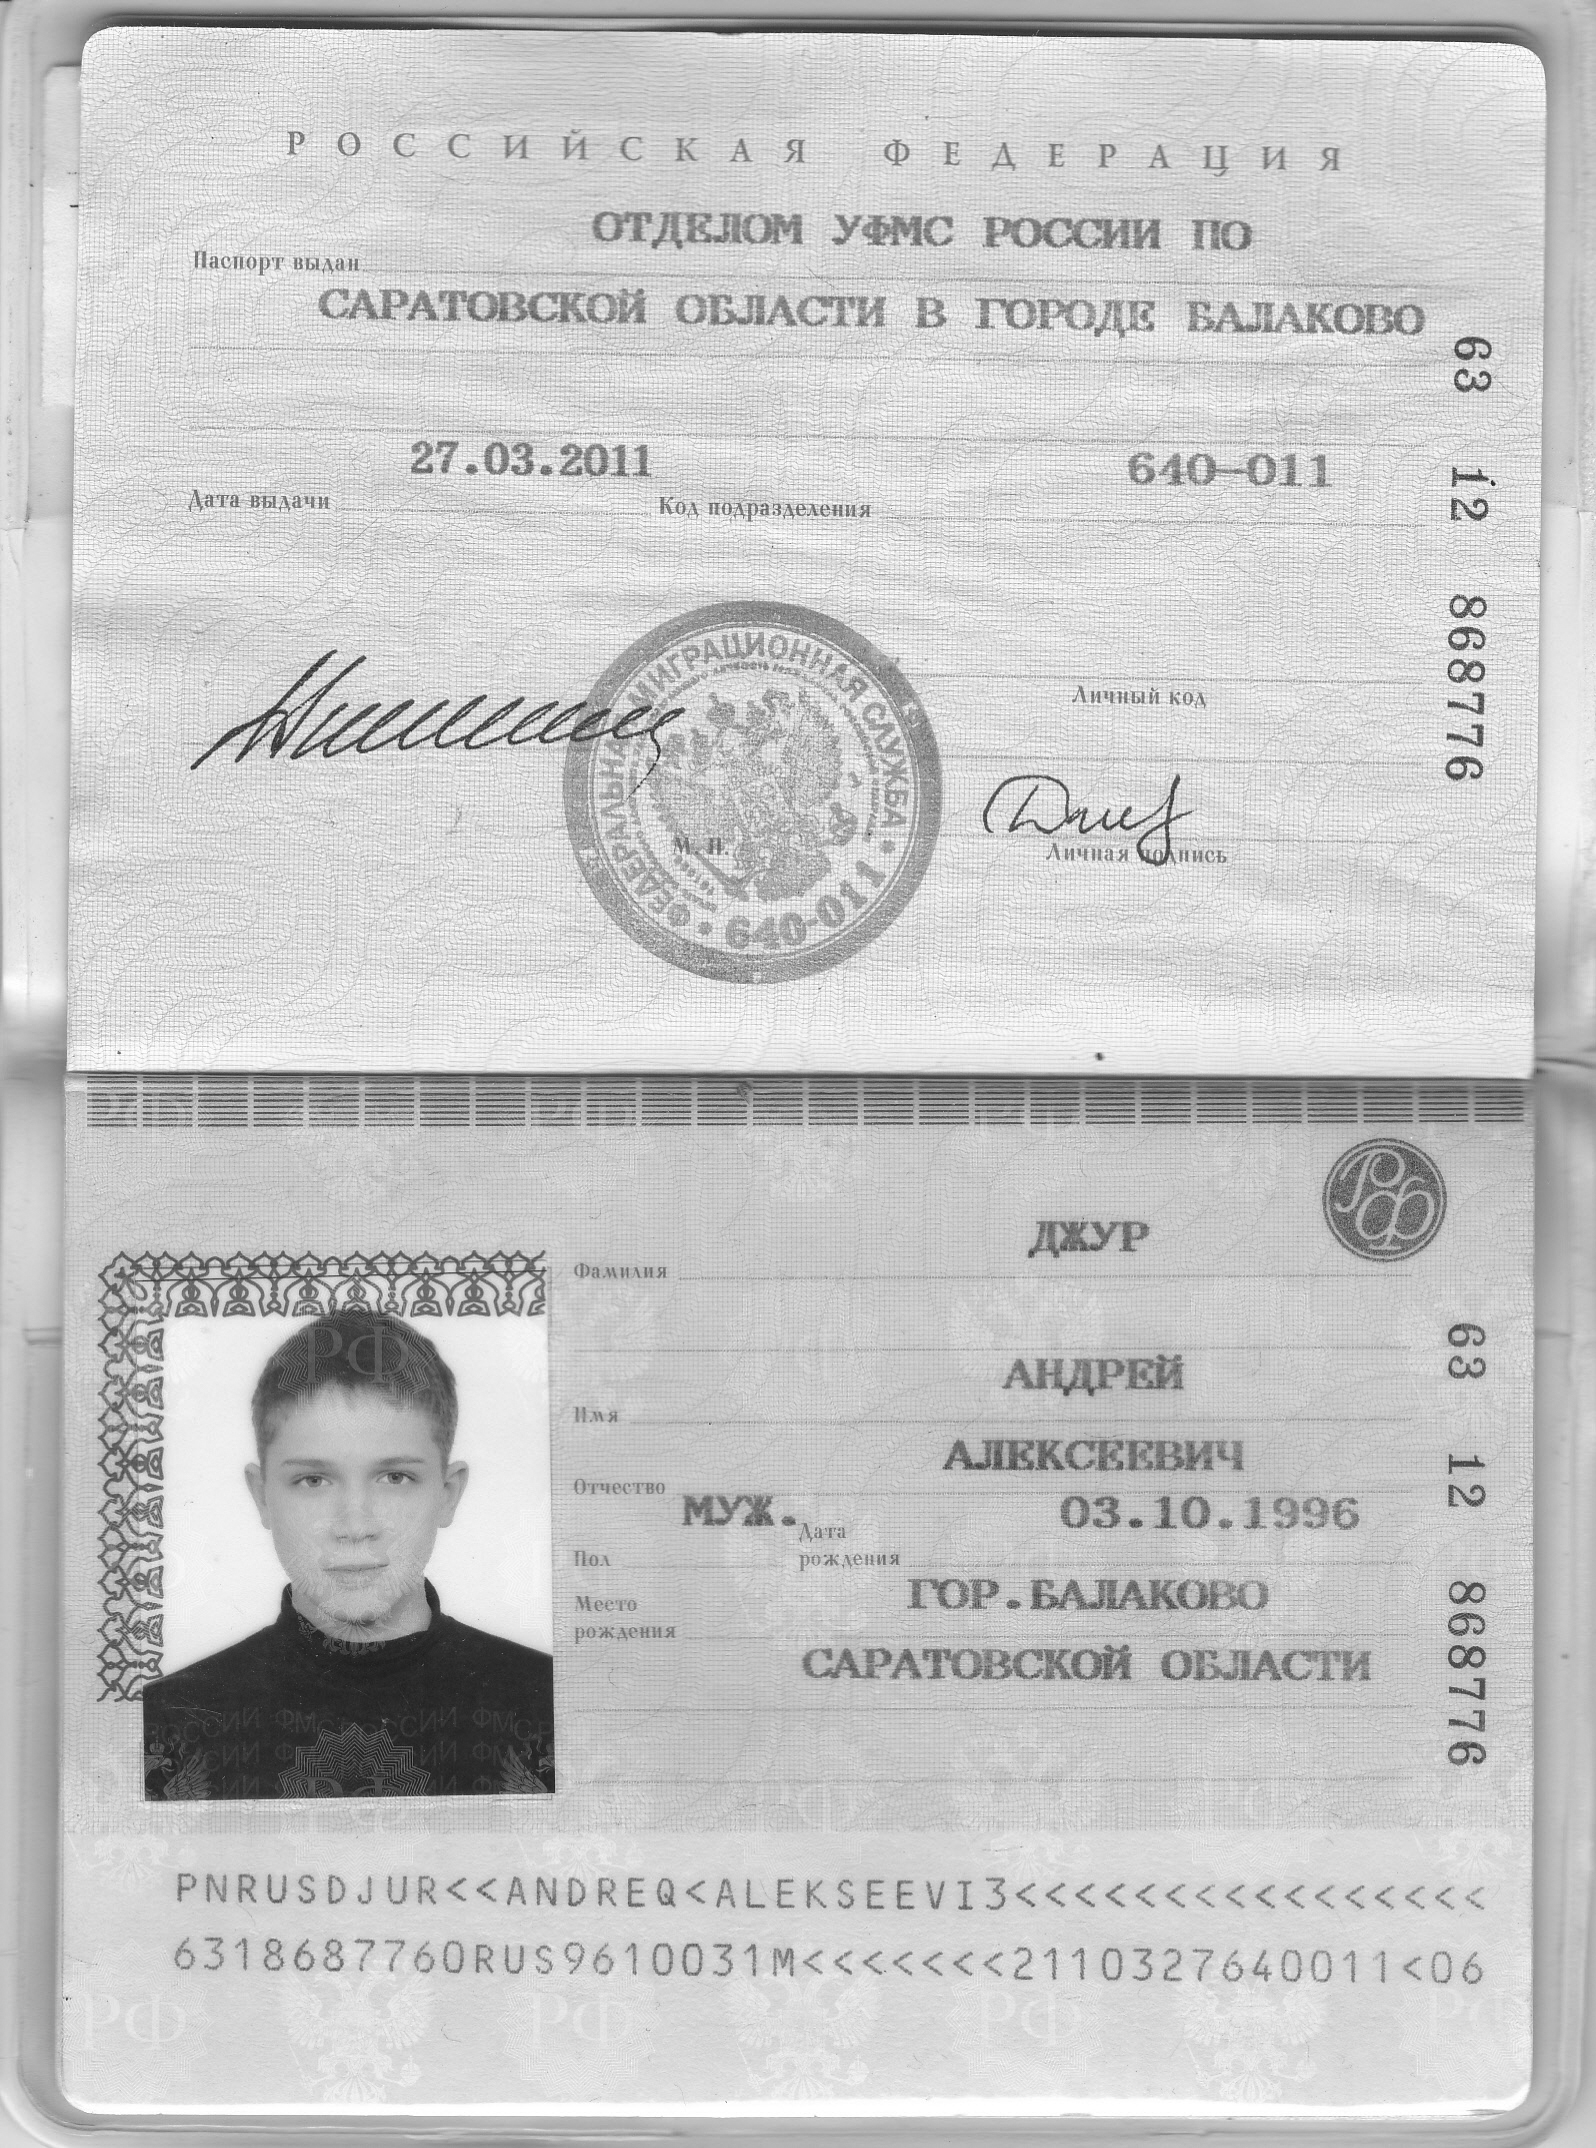 РОССИЙСКАЯ ФЕДЕРАЦИЯ
ОТДЕЛОМ УФМС РОССИИ ПО
Паспорт выдан
САРАТОВСКОЙ ОБЛАСТИ В ГОРОДЕ БАЛАКОВО
27.03.2011 640-011
Дата выдачи Код подразделения
63 12 868776
ФЕДЕРАЛЬНАЯ МИГРАЦИОННАЯ СЛУЖБА
640-011
М. П.
Личный код
Личная подпись
РФ
ДЖУР
Фамилия
АНДРЕЙ
Имя
АЛЕКСЕЕВИЧ
Отчество
МУЖ. 03.10.1996
Пол Дата рождения
ГОР.БАЛАКОВО
Место рождения
САРАТОВСКОЙ ОБЛАСТИ
63 12 868776
PNRUSDJUR<<ANDREQ<ALEKSEEVI3<<<<<<<<<<<<<<<<
6318687760RUS9610031M<<<<<<<2110327640011<06